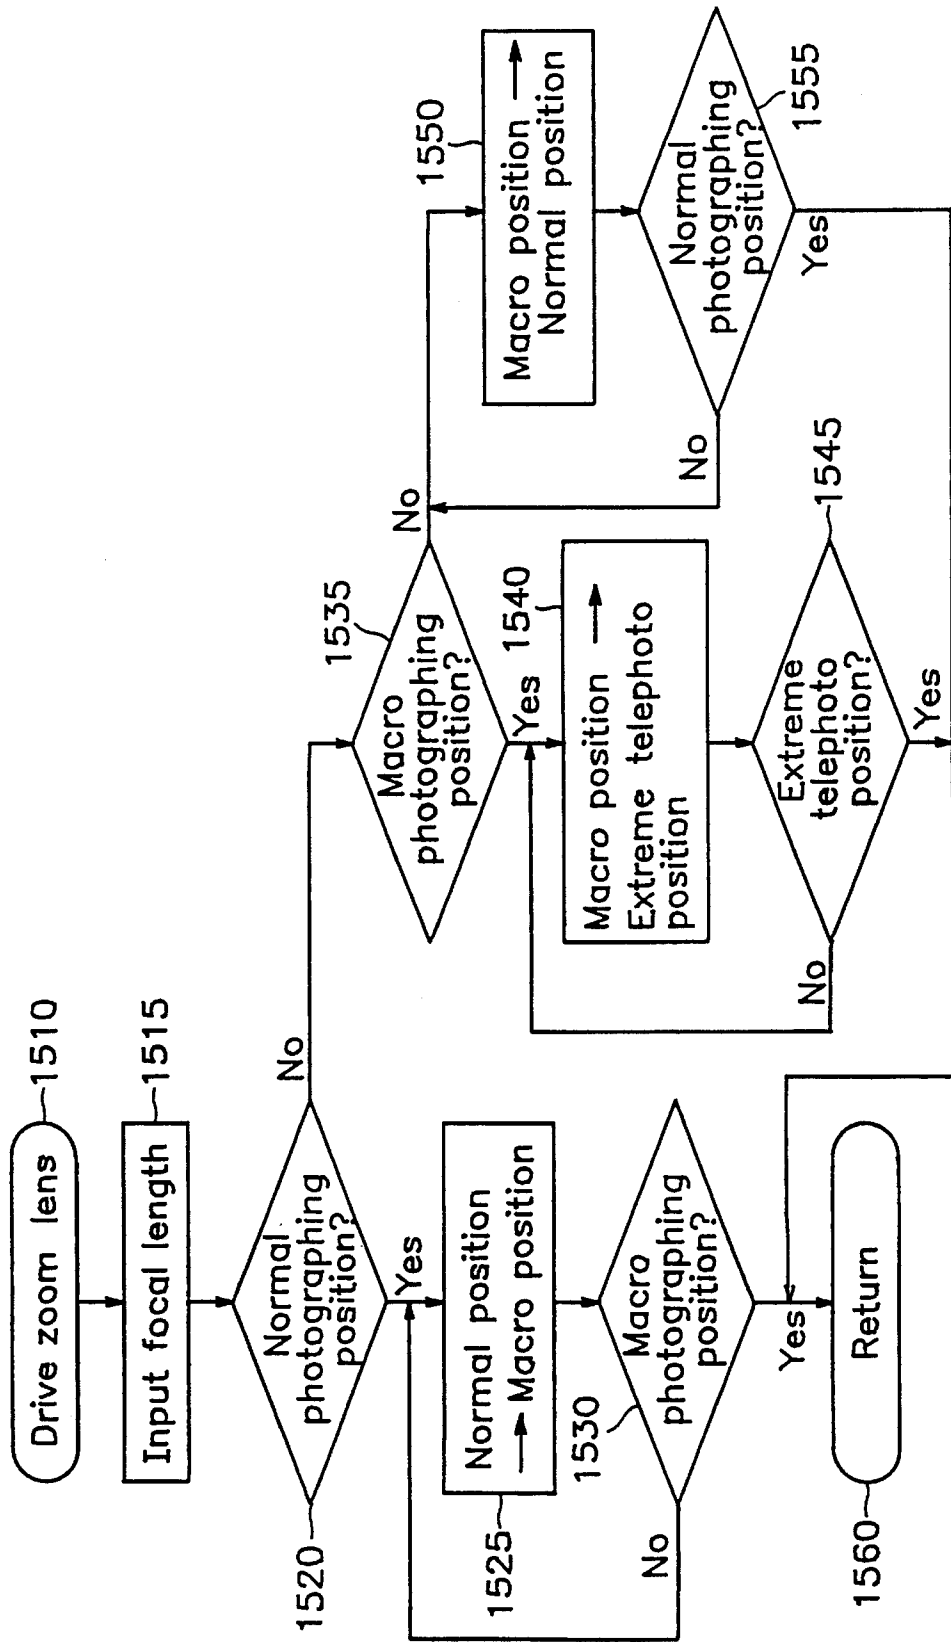 Drive zoom lens
1510
Input focal length
1515
Normal
photographing
position?
1520
No
Yes
Normal position
→ Macro position
1525
Macro
photographing
position?
1530
No
Yes
Return
1560
Macro
photographing
position?
1535
No
Yes
Macro position →
Extreme telephoto
position
1540
Extreme
telephoto
position?
1545
No
Yes
Macro position →
Normal position
1550
Normal
photographing
position?
1555
No
Yes